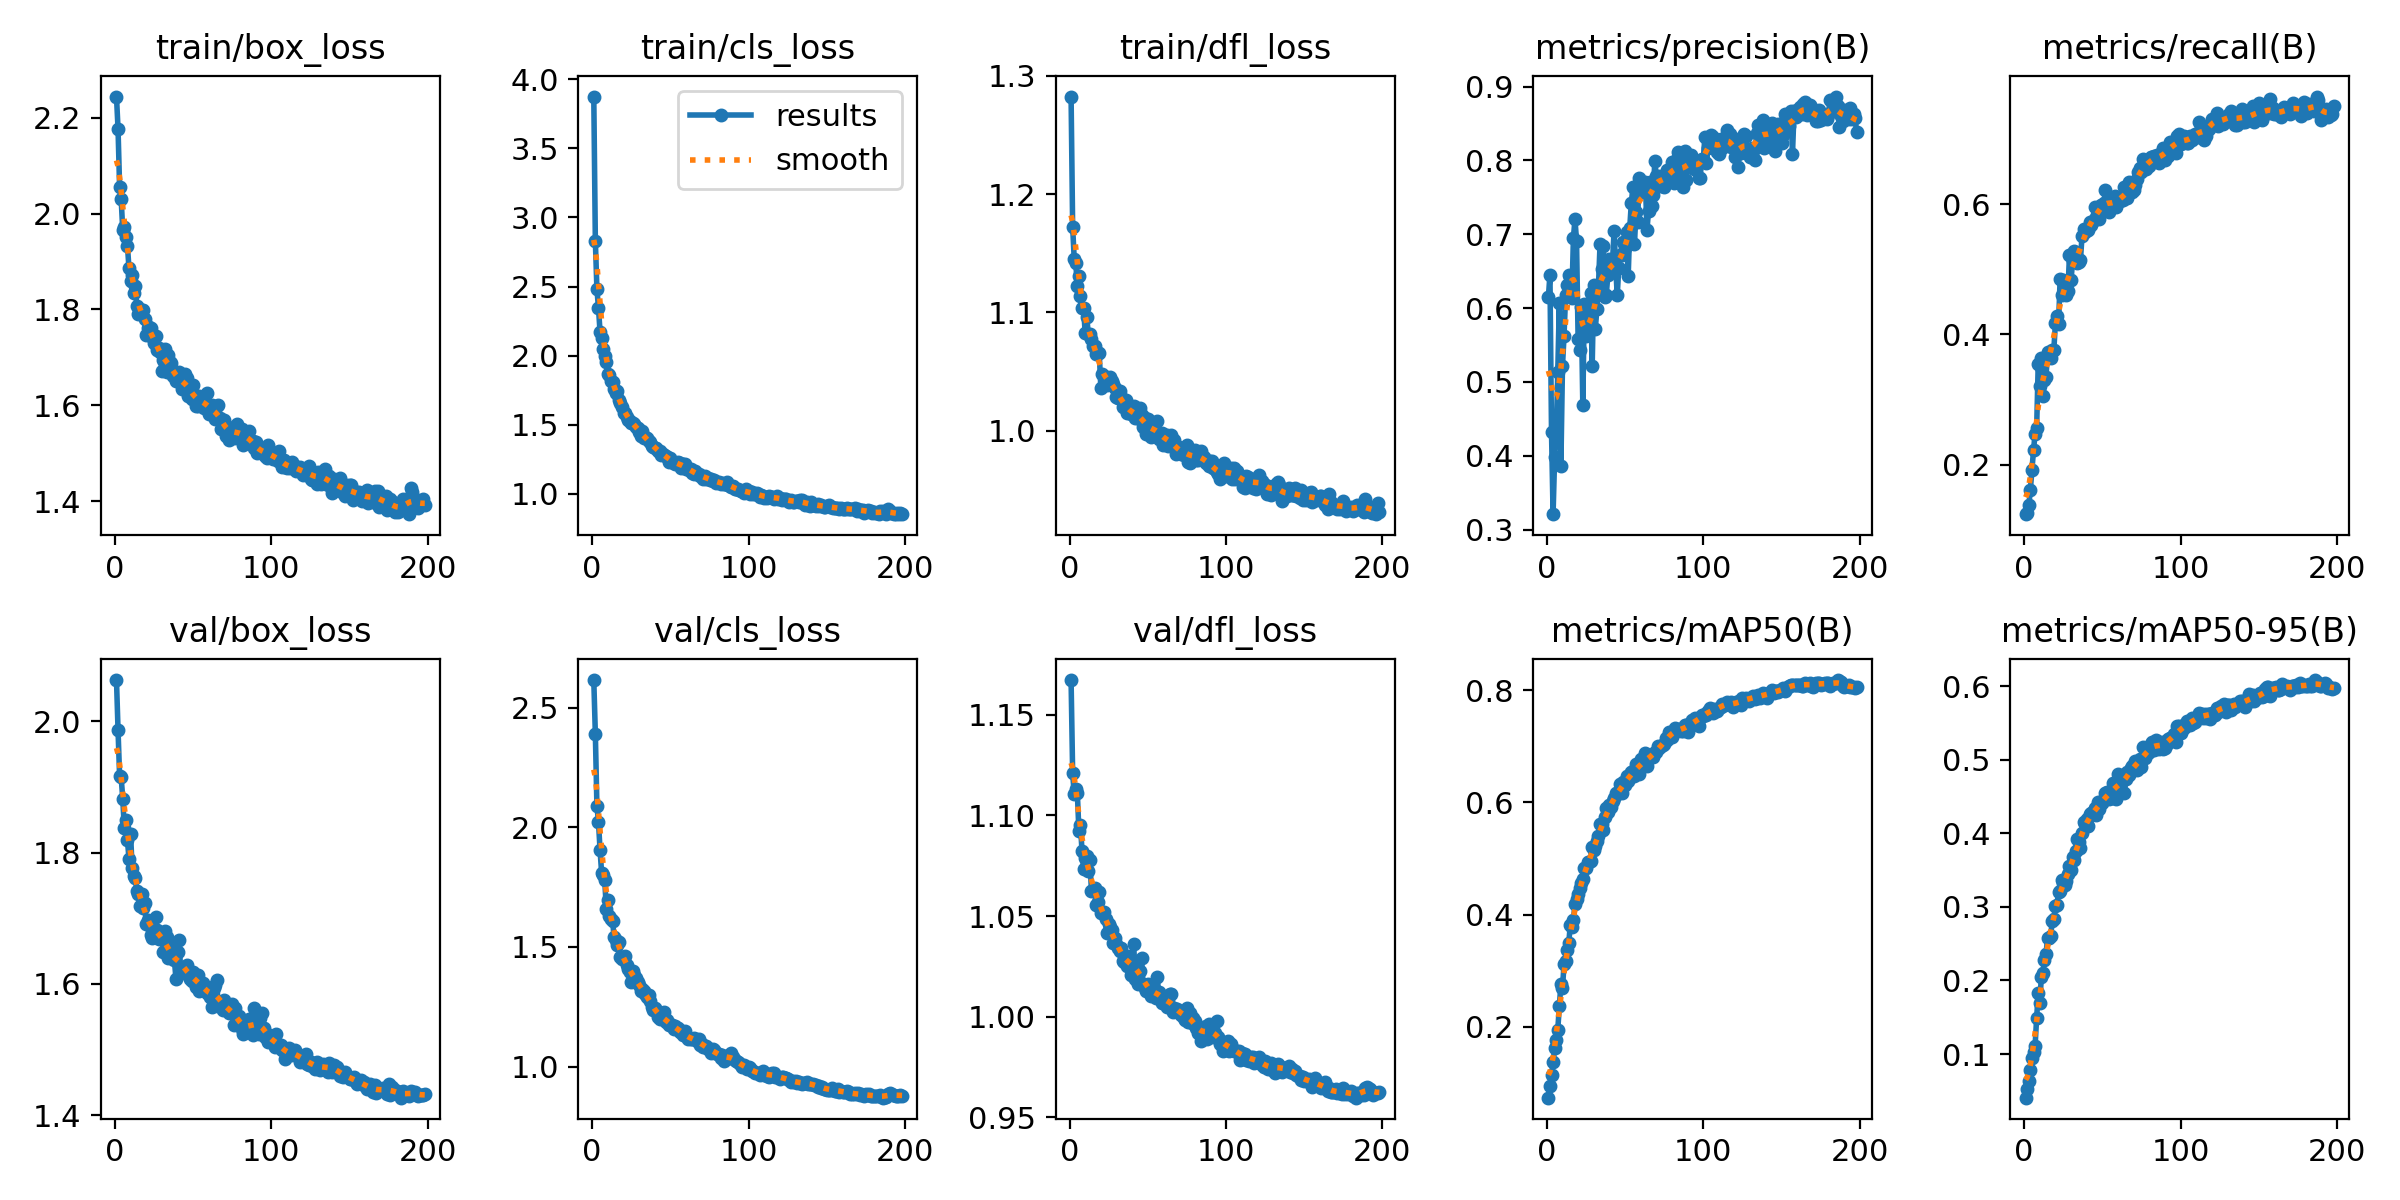 train/box_loss
2.2
2.0
1.8
1.6
1.4
0 100 200
train/cls_loss
results
smooth
4.0
3.5
3.0
2.5
2.0
1.5
1.0
0 100 200
train/dfl_loss
1.3
1.2
1.1
1.0
0 100 200
metrics/precision(B)
0.9
0.8
0.7
0.6
0.5
0.4
0.3
0 100 200
metrics/recall(B)
0.6
0.4
0.2
0 100 200
val/box_loss
2.0
1.8
1.6
1.4
0 100 200
val/cls_loss
2.5
2.0
1.5
1.0
0 100 200
val/dfl_loss
1.15
1.10
1.05
1.00
0.95
0 100 200
metrics/mAP50(B)
0.8
0.6
0.4
0.2
0 100 200
metrics/mAP50-95(B)
0.6
0.5
0.4
0.3
0.2
0.1
0 100 200